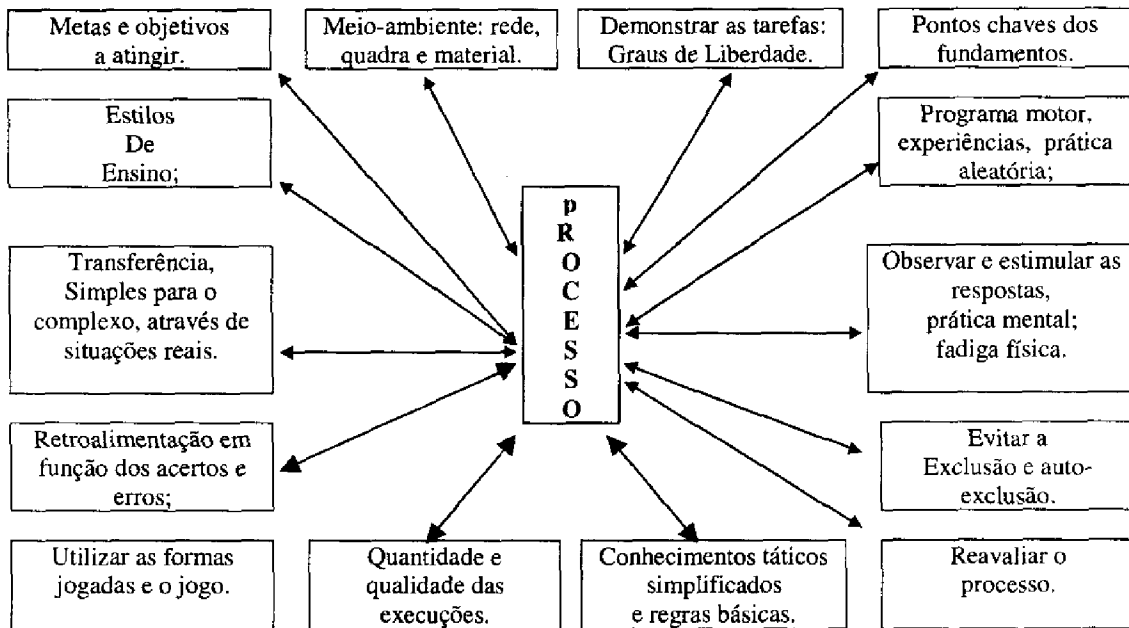 Metas e objetivos
a atingir.
Meio-ambiente: rede,
quadra e material.
Demonstrar as tarefas:
Graus de Liberdade.
Pontos chaves dos
fundamentos.
Estilos
De
Ensino;
Programa motor,
experiências, prática
aleatória;
pROCESSO
Transferência,
Simples para o
complexo, através de
situações reais.
Observar e estimular as
respostas,
prática mental;
fadiga física.
Retroalimentação em
função dos acertos e
erros;
Evitar a
Exclusão e auto-
exclusão.
Utilizar as formas
jogadas e o jogo.
Quantidade e
qualidade das
execuções.
Conhecimentos táticos
simplificados
e regras básicas.
Reavaliar o
processo.